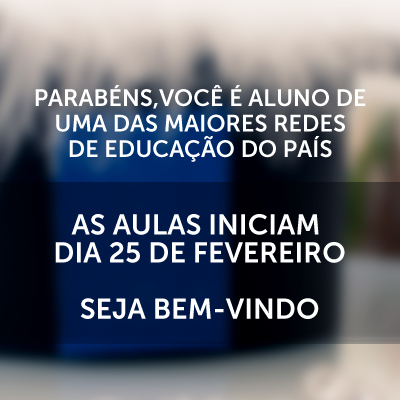 PARABÉNS,VOCÊ É ALUNO DE
UMA DAS MAIORES REDES
DE EDUCAÇÃO DO PAÍS
AS AULAS INICIAM
DIA 25 DE FEVEREIRO
SEJA BEM-VINDO